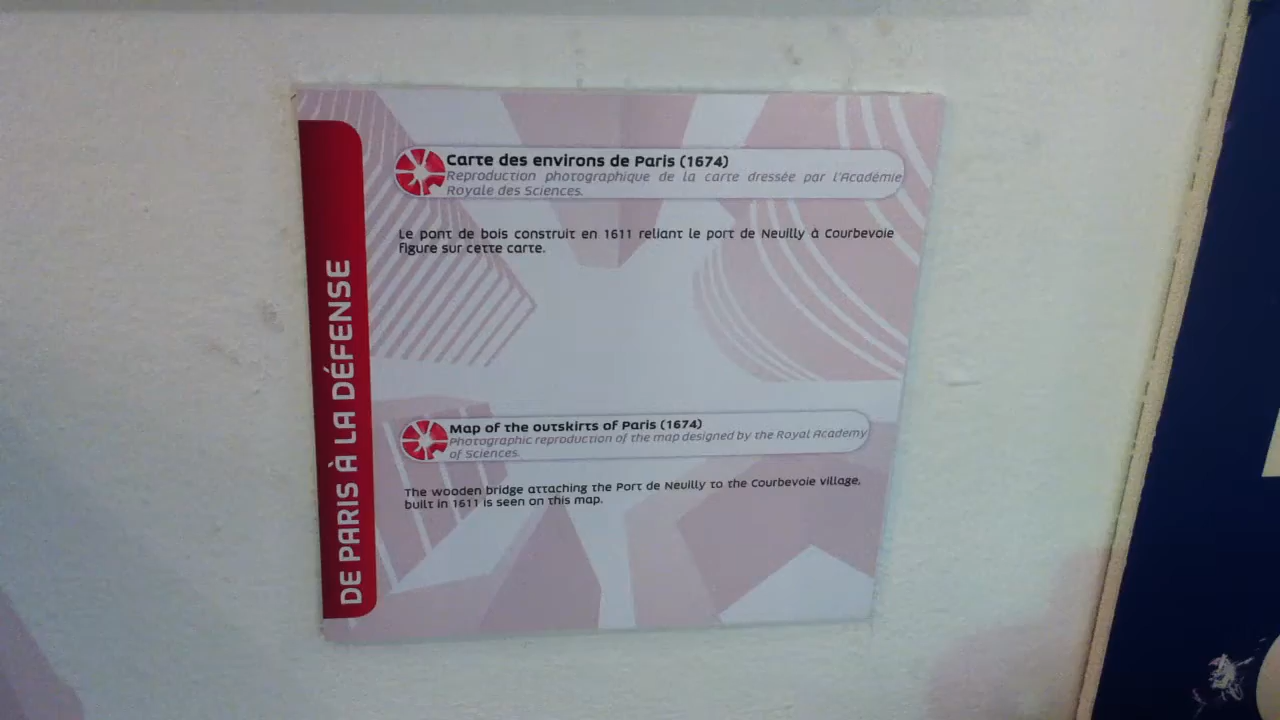 DE PARIS À LA DÉFENSE
Carte des environs de Paris (1674)
Reproduction photographique de la carte dressée par l'Académie
Royale des Sciences.
Le pont de bois construit en 1611 reliant le port de Neuilly à Courbevoie
figure sur cette carte.
Map of the outskirts of Paris (1674)
Photographic reproduction of the map designed by the Royal Academy
of Sciences.
The wooden bridge attaching the Port de Neuilly to the Courbevoie village,
built in 1611 is seen on this map.